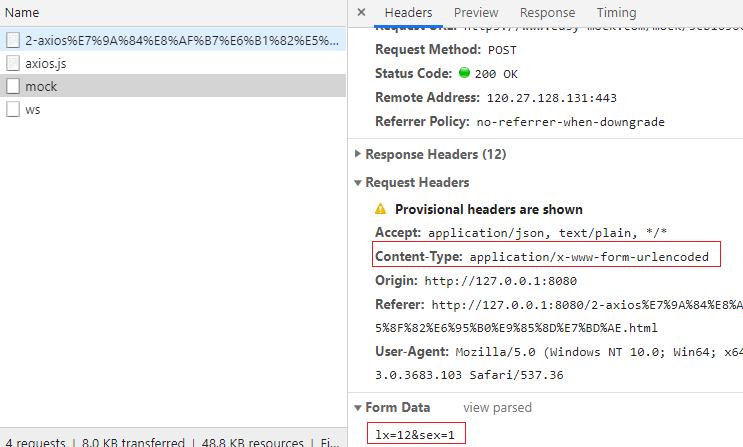 Name
2-axios%E7%9A%84%E8%AF%B7%E6%B1%82%E5%...
axios.js
mock
ws
4 requests | 8.0 KB transferred | 48.8 KB resources | Fi...
× Headers Preview Response Timing
Request Method: POST
Status Code: 200 OK
Remote Address: 120.27.128.131:443
Referrer Policy: no-referrer-when-downgrade
Response Headers (12)
Request Headers
Provisional headers are shown
Accept: application/json, text/plain, */*
Content-Type: application/x-www-form-urlencoded
Origin: http://127.0.0.1:8080
Referer: http://127.0.0.1:8080/2-axios%E7%9A%84%E8%A
5%8F%82%E6%95%B0%E9%85%8D%E7%BD%AE.html
User-Agent: Mozilla/5.0 (Windows NT 10.0; Win64; x64
3.0.3683.103 Safari/537.36
Form Data view parsed
lx=12&sex=1